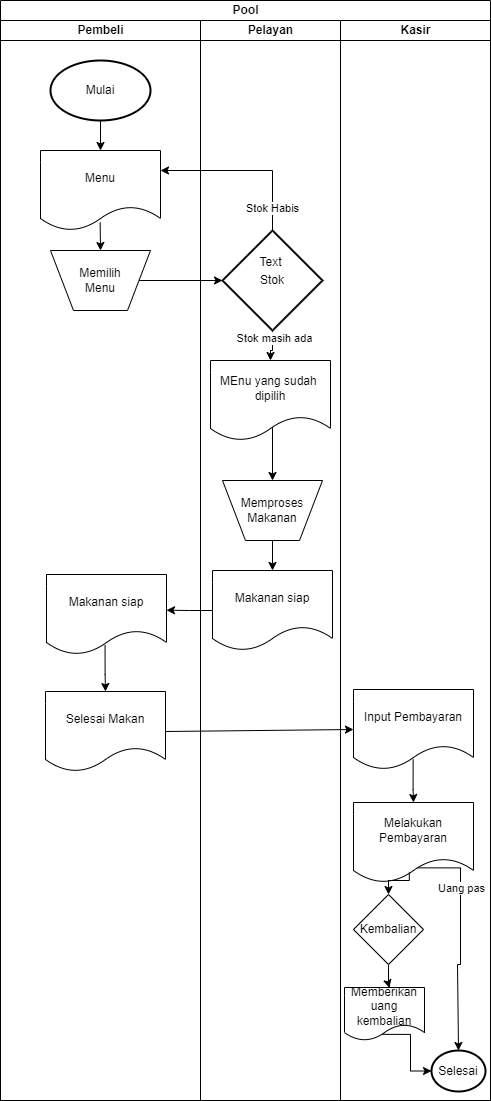 Pool
Pembeli
Pelayan
Kasir
Mulai
Menu
Stok Habis
Memilih
Menu
Text
Stok
Stok masih ada
MEnu yang sudah
dipilih
Memproses
Makanan
Makanan siap
Makanan siap
Selesai Makan
Input Pembayaran
Melakukan
Pembayaran
Uang pas
Kembalian
Memberikan
uang
kembalian
Selesai